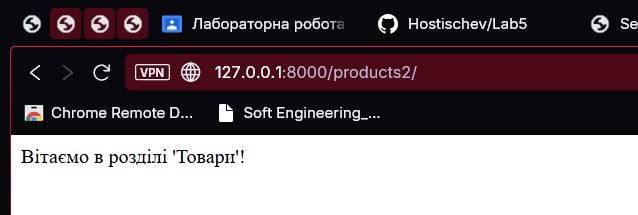 Лабораторна робота
Hostischev/Lab5
Se
VPN
127.0.0.1:8000/products2/
Chrome Remote D...
Soft Engineering_...
Вітаємо в розділі 'Товари'!